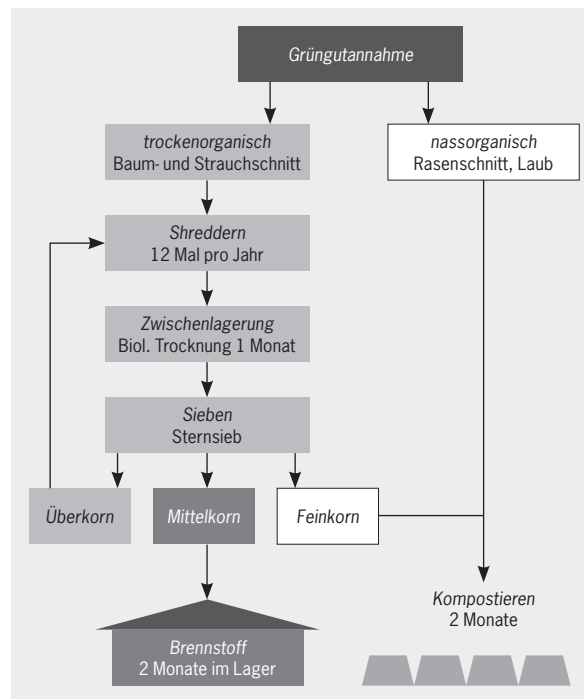 Grüngutannahme
trockenorganisch
Baum- und Strauchschnitt
nassorganisch
Rasenschnitt, Laub
Shreddern
12 Mal pro Jahr
Zwischenlagerung
Biol. Trocknung 1 Monat
Sieben
Sternsieb
Überkorn
Mittelkorn
Feinkorn
Kompostieren
2 Monate
Brennstoff
2 Monate im Lager